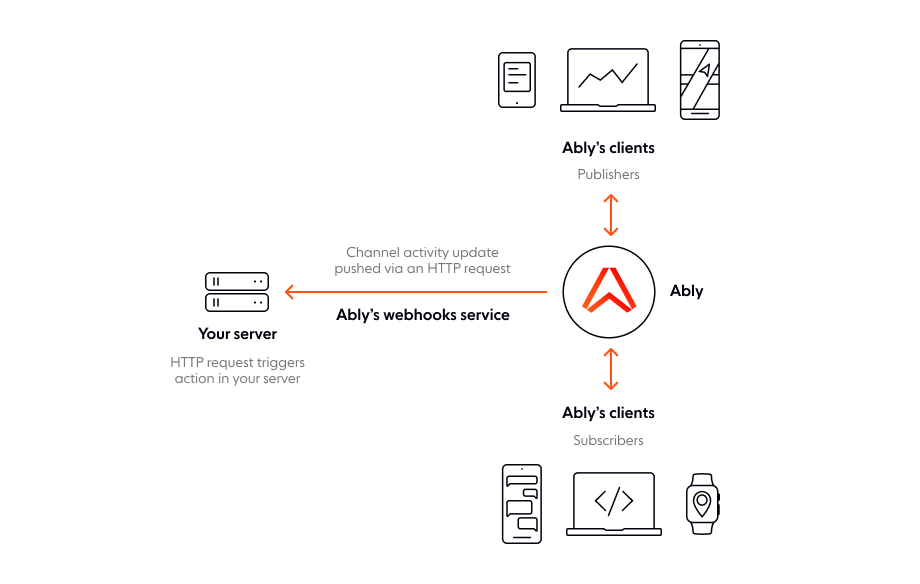 Ably’s clients
Publishers
Channel activity update
pushed via an HTTP request
Ably’s webhooks service
Ably
Your server
HTTP request triggers
action in your server
Ably’s clients
Subscribers